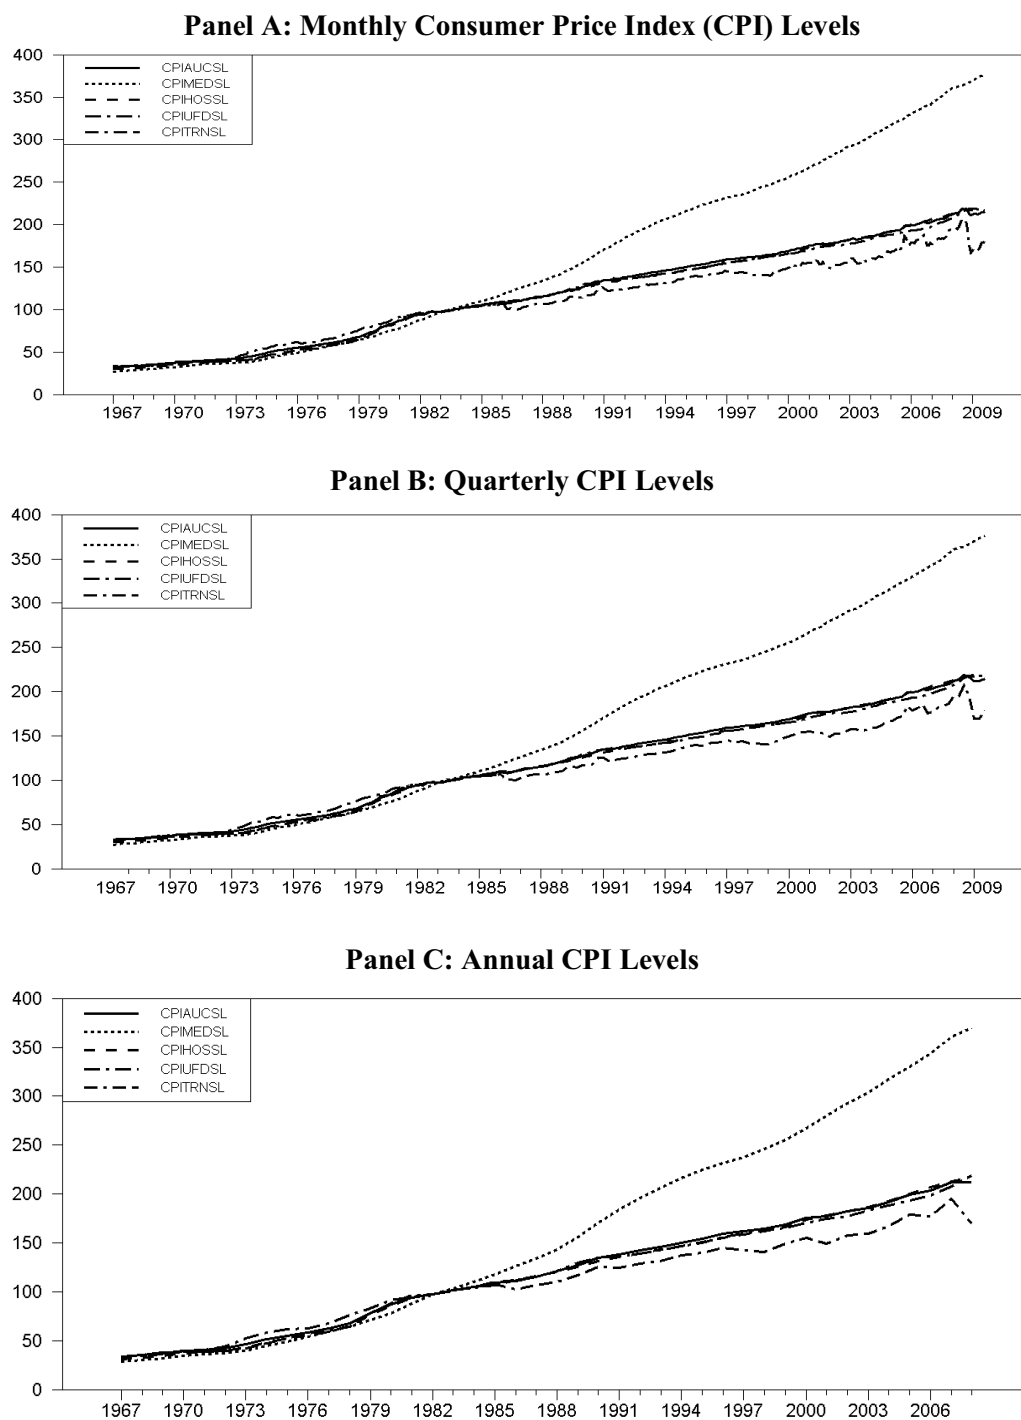 Panel A: Monthly Consumer Price Index (CPI) Levels
400
350
300
250
200
150
100
50
0
CPIAUCSL
CPIMEDSL
CPIHOSSL
CPIUFDSL
CPITRNSL
1967 1970 1973 1976 1979 1982 1985 1988 1991 1994 1997 2000 2003 2006 2009
Panel B: Quarterly CPI Levels
400
350
300
250
200
150
100
50
0
CPIAUCSL
CPIMEDSL
CPIHOSSL
CPIUFDSL
CPITRNSL
1967 1970 1973 1976 1979 1982 1985 1988 1991 1994 1997 2000 2003 2006 2009
Panel C: Annual CPI Levels
400
350
300
250
200
150
100
50
0
CPIAUCSL
CPIMEDSL
CPIHOSSL
CPIUFDSL
CPITRNSL
1967 1970 1973 1976 1979 1982 1985 1988 1991 1994 1997 2000 2003 2006